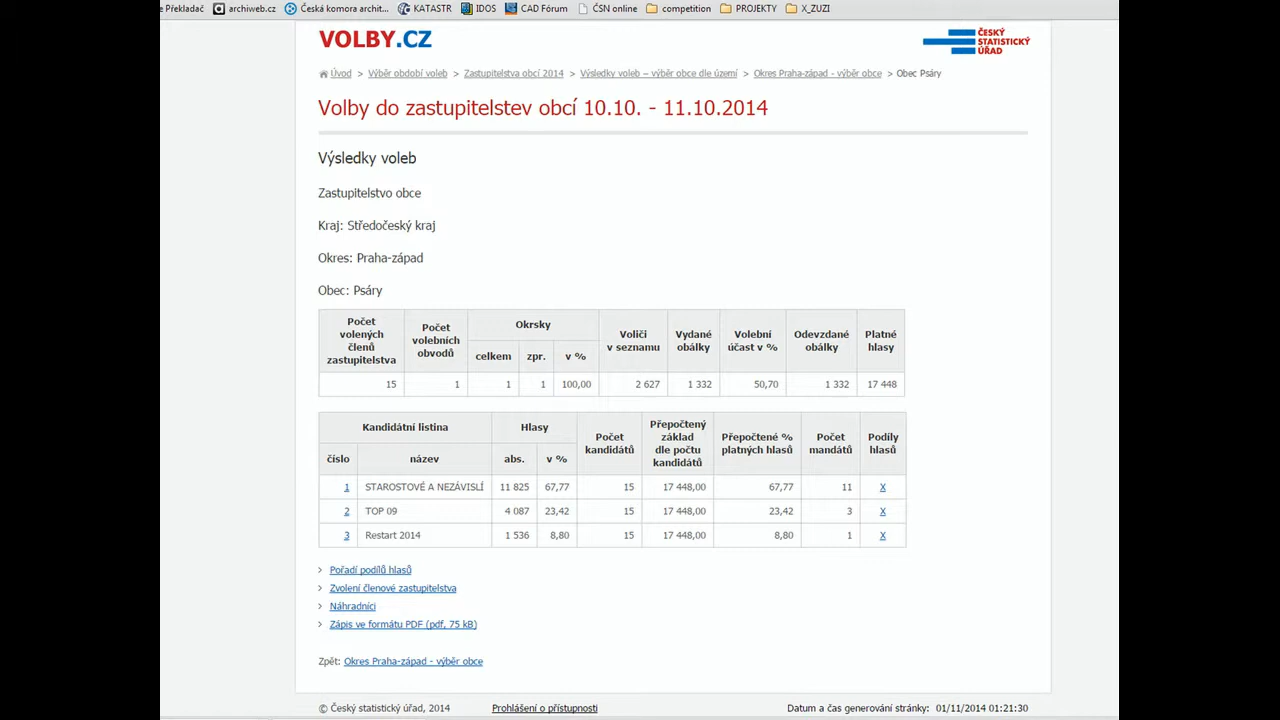 Překladač archiweb.cz Česká komora archit... KATASTR IDOS CAD Fórum ČSN online competition PROJEKTY X_ZUZI
VOLBY.CZ
ČESKÝ
STATISTICKÝ
ÚŘAD
Úvod > Výběr období voleb > Zastupitelstva obcí 2014 > Výsledky voleb – výběr obce dle území > Okres Praha-západ - výběr obce > Obec Psáry
Volby do zastupitelstev obcí 10.10. - 11.10.2014
Výsledky voleb
Zastupitelstvo obce
Kraj: Středočeský kraj
Okres: Praha-západ
Obec: Psáry
Počet volených členů zastupitelstva Počet volebních obvodů Okrsky Voliči v seznamu Vydané obálky Volební účast v % Odevzdané obálky Platné hlasy
celkem zpr. v %
15 1 1 1 100,00 2 627 1 332 50,70 1 332 17 448
Kandidátní listina Hlasy Počet kandidátů Přepočtený základ dle počtu kandidátů Přepočtené % platných hlasů Počet mandátů Podíly hlasů
číslo název abs. v %
1 STAROSTOVÉ A NEZÁVISLÍ 11 825 67,77 15 17 448,00 67,77 11 X
2 TOP 09 4 087 23,42 15 17 448,00 23,42 3 X
3 Restart 2014 1 536 8,80 15 17 448,00 8,80 1 X
> Pořadí podílů hlasů
> Zvolení členové zastupitelstva
> Náhradníci
> Zápis ve formátu PDF (pdf, 75 kB)
Zpět: Okres Praha-západ - výběr obce
© Český statistický úřad, 2014 Prohlášení o přístupnosti Datum a čas generování stránky: 01/11/2014 01:21:30